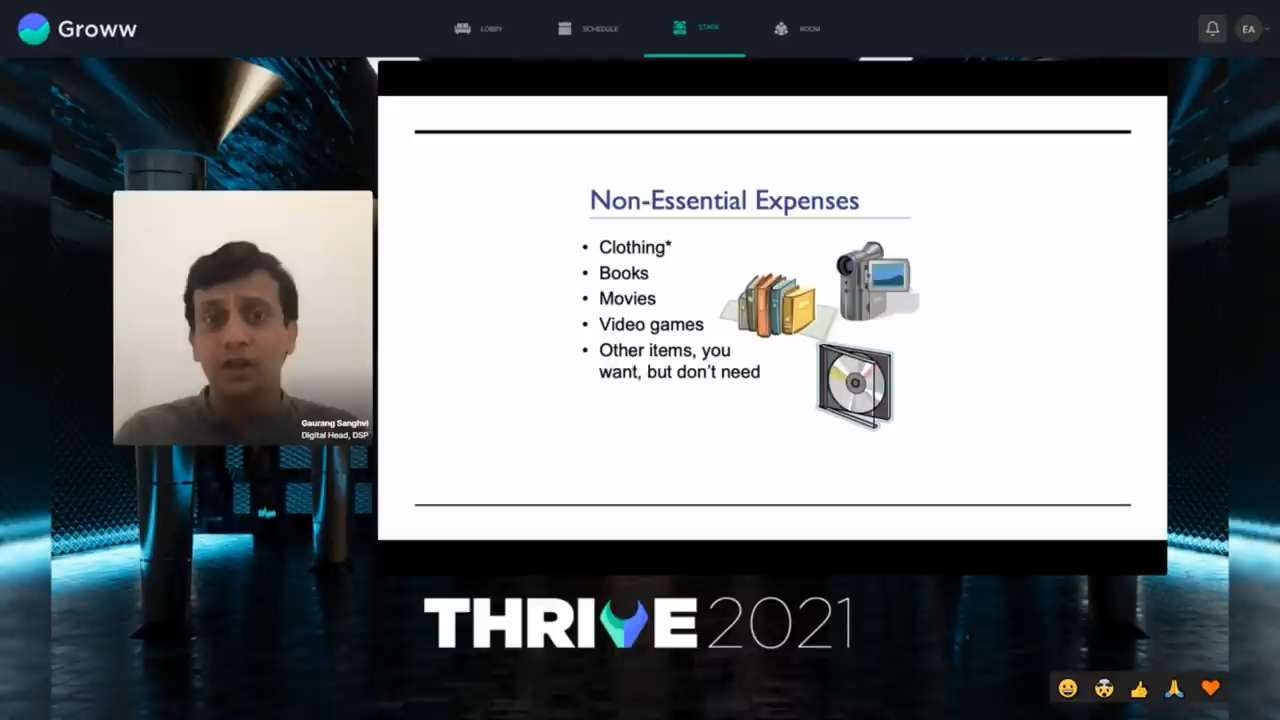 Groww
LOBBY
SCHEDULE
STAGE
ROOM
EA
Non-Essential Expenses
• Clothing*
• Books
• Movies
• Video games
• Other items, you
want, but don't need
Gaurang Sanghvi
Digital Head, DSP
THRIVE 2021